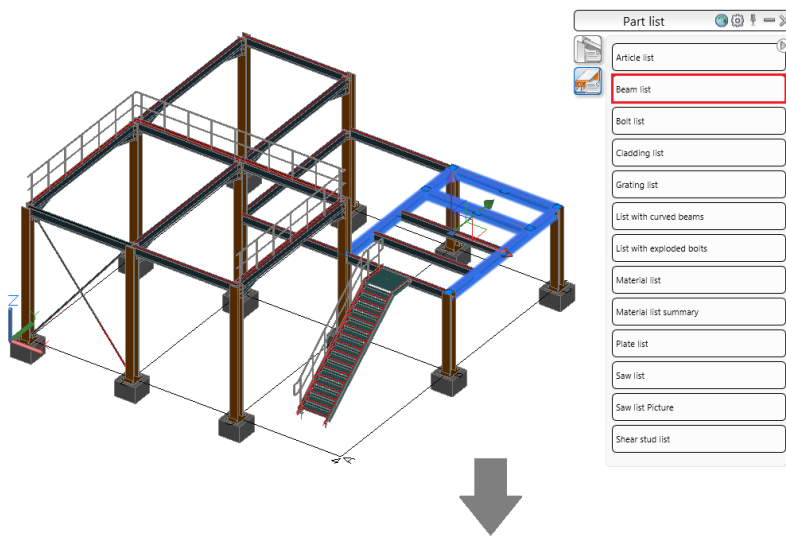 Part list
Article list
Beam list
Bolt list
Cladding list
Grating list
List with curved beams
List with exploded bolts
Material list
Material list summary
Plate list
Saw list
Saw list Picture
Shear stud list
Z